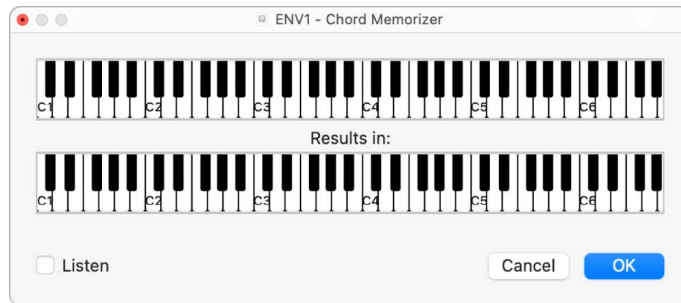 ENV1 - Chord Memorizer
C1 C2 C3 C4 C5 C6
Results in:
C1 C2 C3 C4 C5 C6
Listen Cancel OK